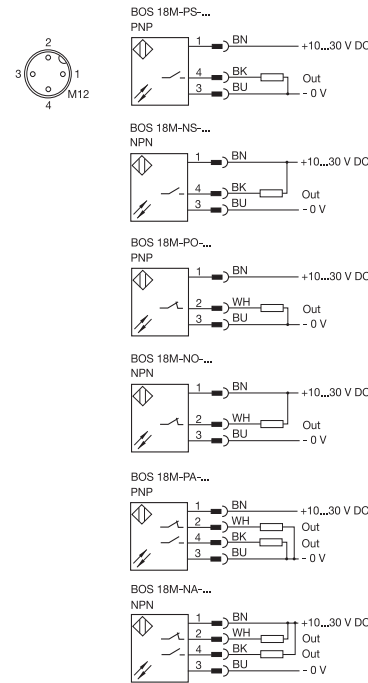 BOS 18M-PS-...
PNP
1 BN +10...30 V DC
4 BK Out
3 BU - 0 V
2
3 1
M12
4
BOS 18M-NS-...
NPN
1 BN +10...30 V DC
4 BK Out
3 BU - 0 V
BOS 18M-PO-...
PNP
1 BN +10...30 V DC
2 WH Out
3 BU - 0 V
BOS 18M-NO-...
NPN
1 BN +10...30 V DC
2 WH Out
3 BU - 0 V
BOS 18M-PA-...
PNP
1 BN +10...30 V DC
2 WH Out
4 BK Out
3 BU - 0 V
BOS 18M-NA-...
NPN
1 BN +10...30 V DC
2 WH Out
4 BK Out
3 BU - 0 V